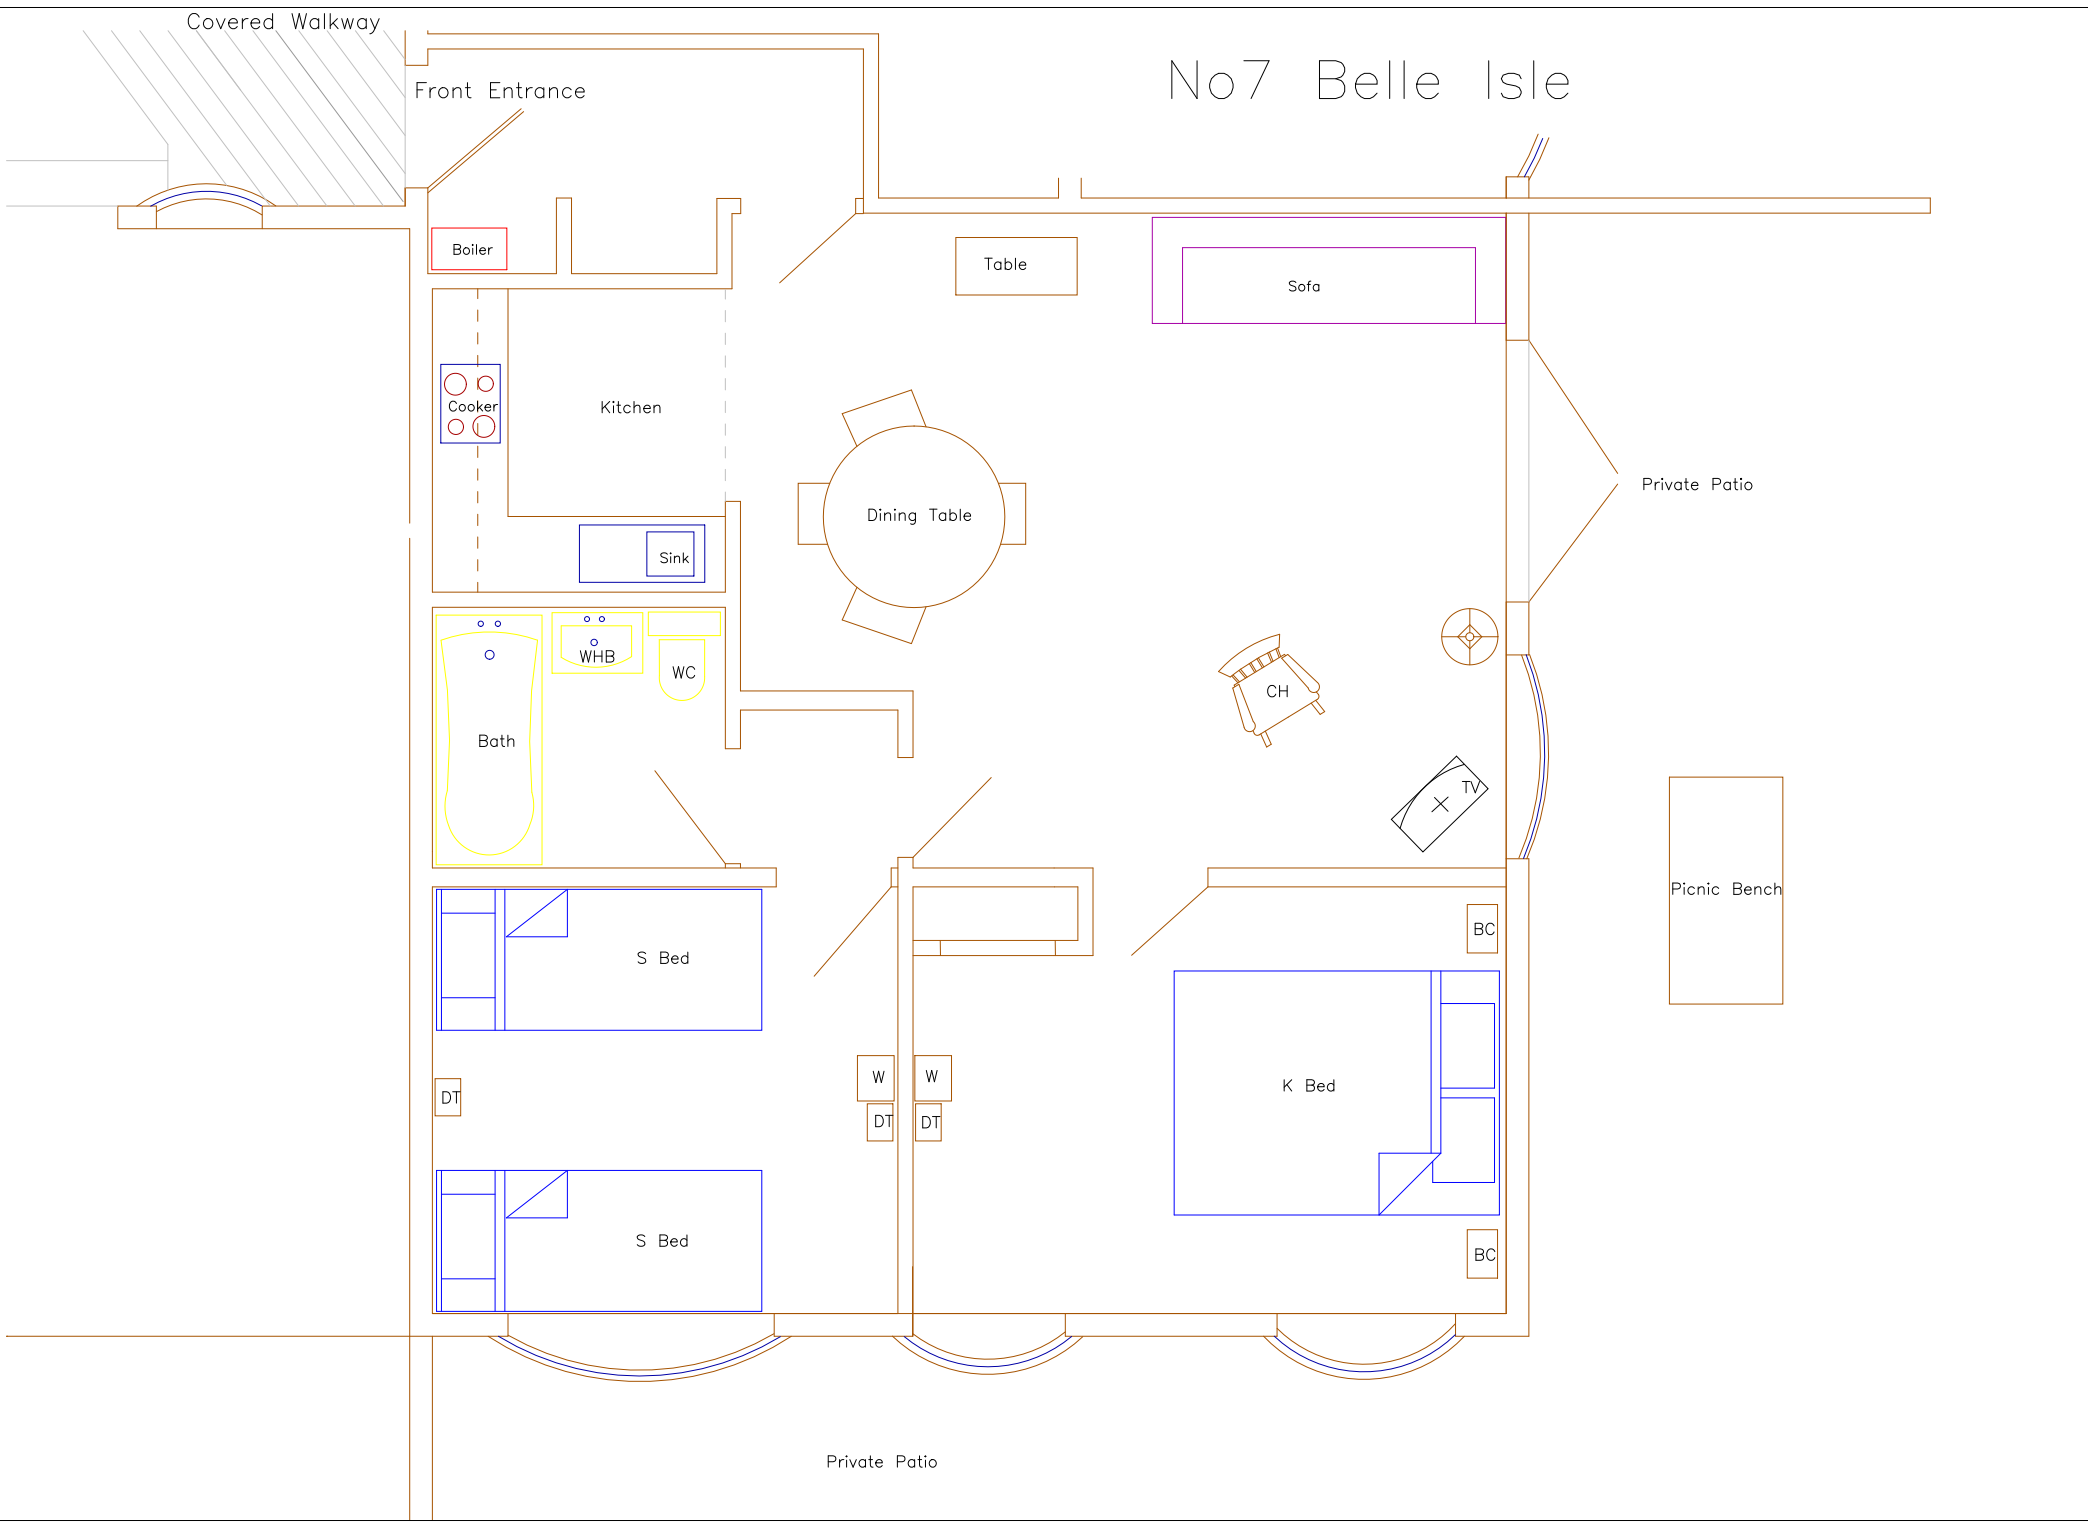 Covered Walkway
Front Entrance
No7 Belle Isle
Boiler
Table
Sofa
Cooker
Kitchen
Dining Table
Private Patio
Sink
WHB
WC
CH
Bath
TV
Picnic Bench
BC
S Bed
W
W
K Bed
DT
DT
DT
S Bed
BC
Private Patio